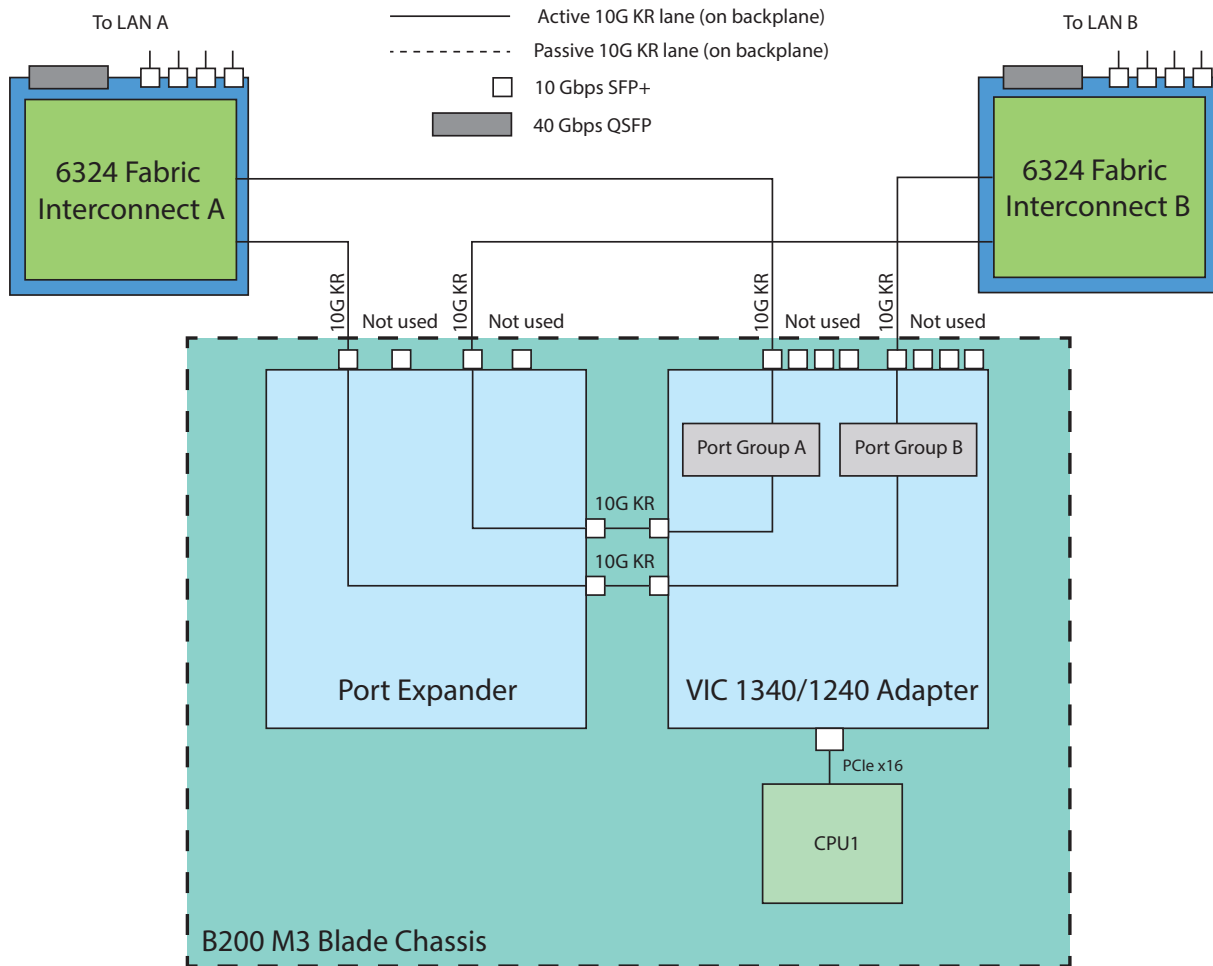 To LAN A
Active 10G KR lane (on backplane)
To LAN B
Passive 10G KR lane (on backplane)
10 Gbps SFP+
40 Gbps QSFP
6324 Fabric
Interconnect A
6324 Fabric
Interconnect B
10G KR
Not used
10G KR
Not used
10G KR
Not used
10G KR
Not used
Port Group A
Port Group B
10G KR
10G KR
Port Expander
VIC 1340/1240 Adapter
PCIe x16
CPU1
B200 M3 Blade Chassis